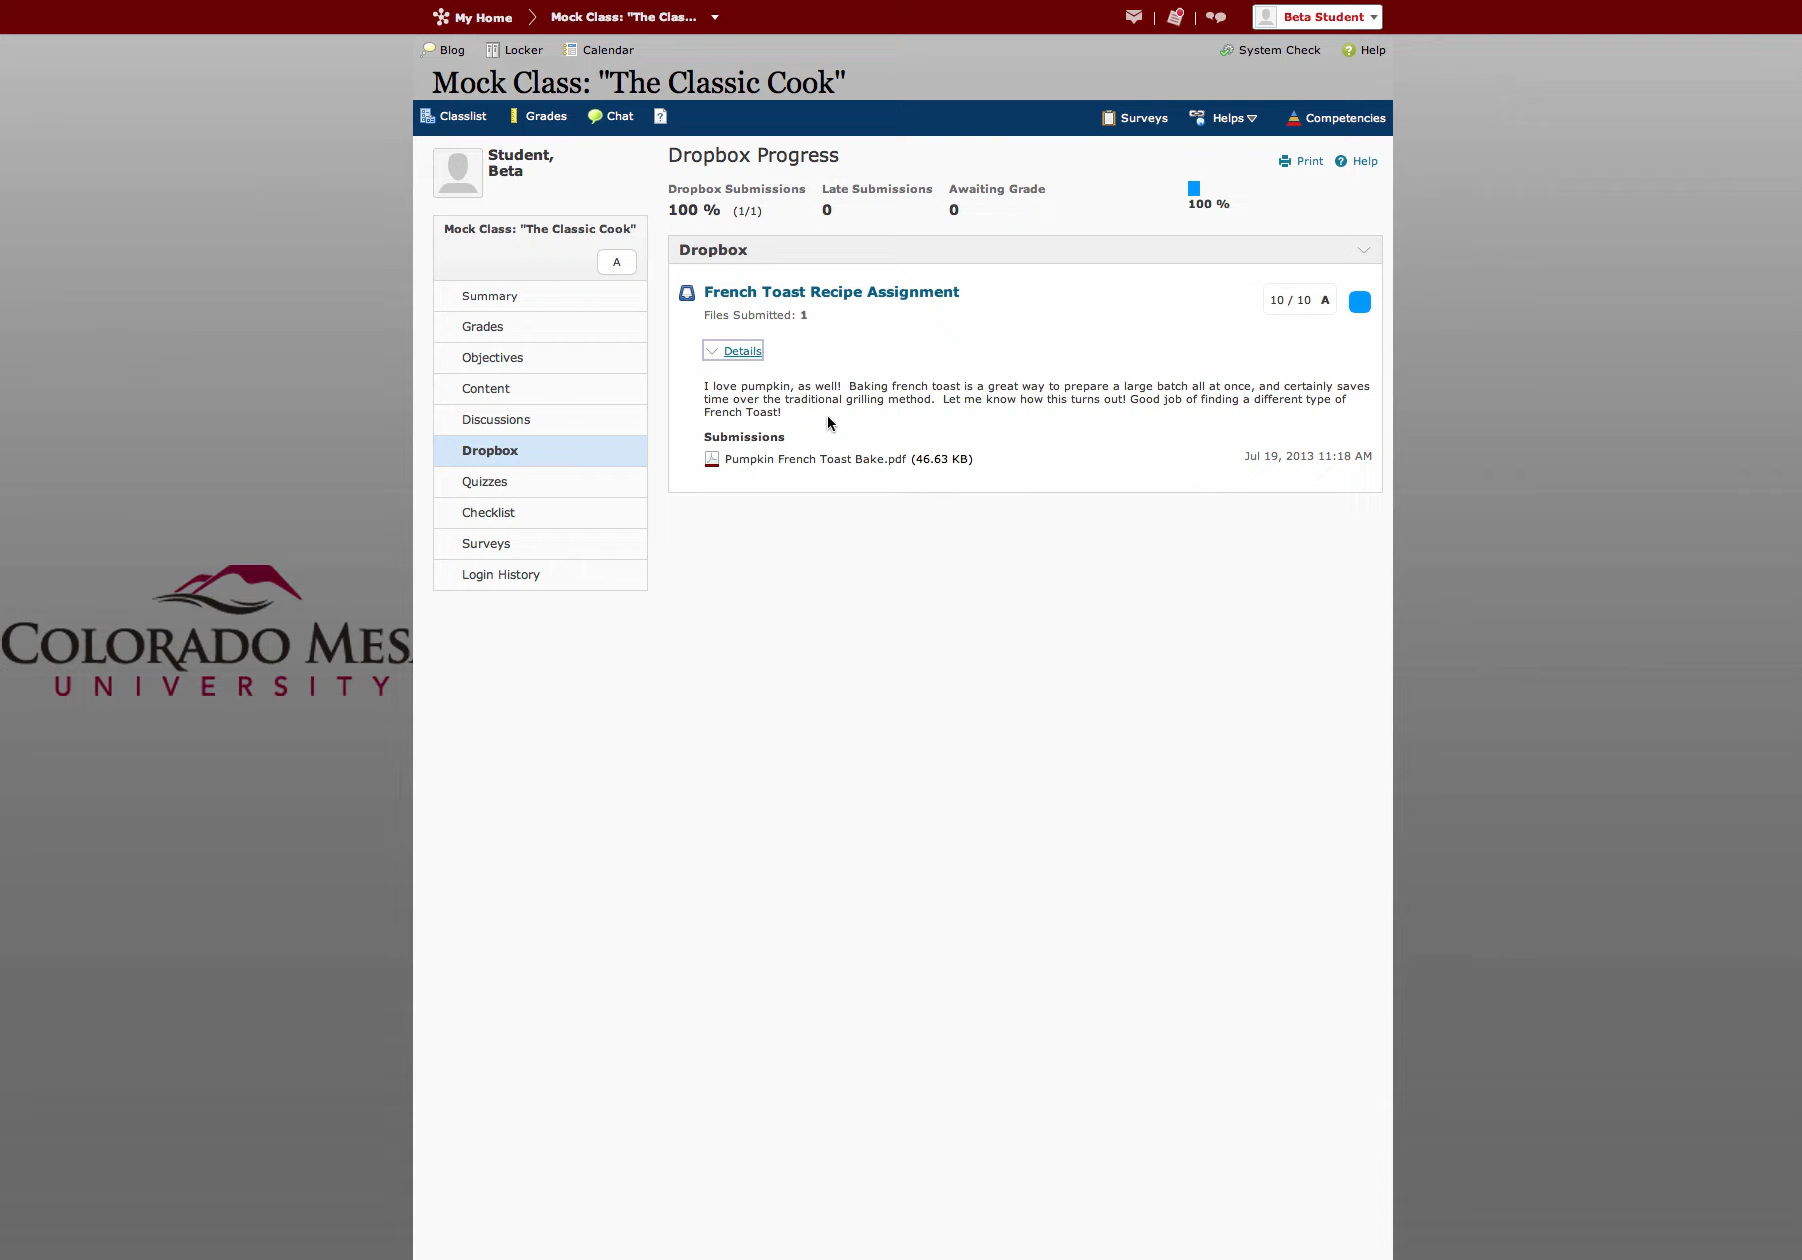 My Home
Mock Class: "The Clas...
Beta Student
Blog
Locker
Calendar
System Check
Help
Mock Class: "The Classic Cook"
Classlist
Grades
Chat
?
Surveys
Helps
Competencies
Student,
Beta
Mock Class: "The Classic Cook"
A
Summary
Grades
Objectives
Content
Discussions
Dropbox
Quizzes
Checklist
Surveys
Login History
Dropbox Progress
Print
Help
Dropbox Submissions
100 % (1/1)
Late Submissions
0
Awaiting Grade
0
100 %
Dropbox
French Toast Recipe Assignment
10 / 10 A
Files Submitted: 1
Details
I love pumpkin, as well!  Baking french toast is a great way to prepare a large batch all at once, and certainly saves
time over the traditional grilling method.  Let me know how this turns out! Good job of finding a different type of
French Toast!
Submissions
Pumpkin French Toast Bake.pdf (46.63 KB)
Jul 19, 2013 11:18 AM
COLORADO MES
UNIVERSITY